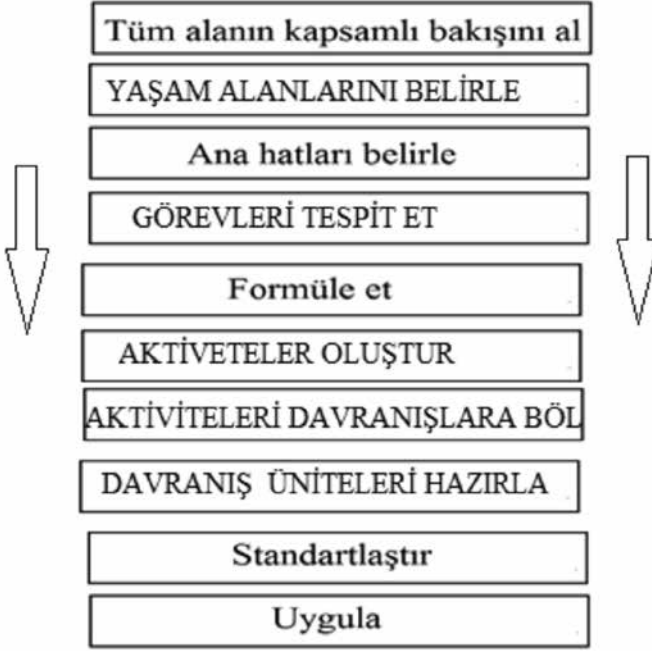 Tüm alanın kapsamlı bakışını al
YAŞAM ALANLARINI BELİRLE
Ana hatları belirle
GÖREVLERİ TESPİT ET
Formüle et
AKTİVETELER OLUŞTUR
AKTİVİTELERİ DAVRANIŞLARA BÖL
DAVRANIŞ ÜNİTELERİ HAZIRLA
Standartlaştır
Uygula